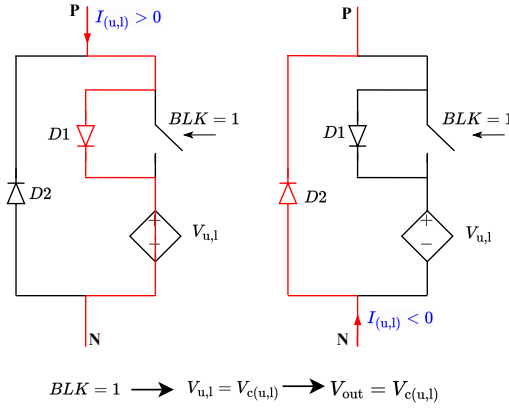 P
I(u,l) > 0
BLK = 1
D1
D2
+
−
Vu,l
N
P
BLK = 1
D1
D2
+
−
Vu,l
N
I(u,l) < 0
BLK = 1 ⟶ Vu,l = Vc(u,l) ⟶ Vout = Vc(u,l)